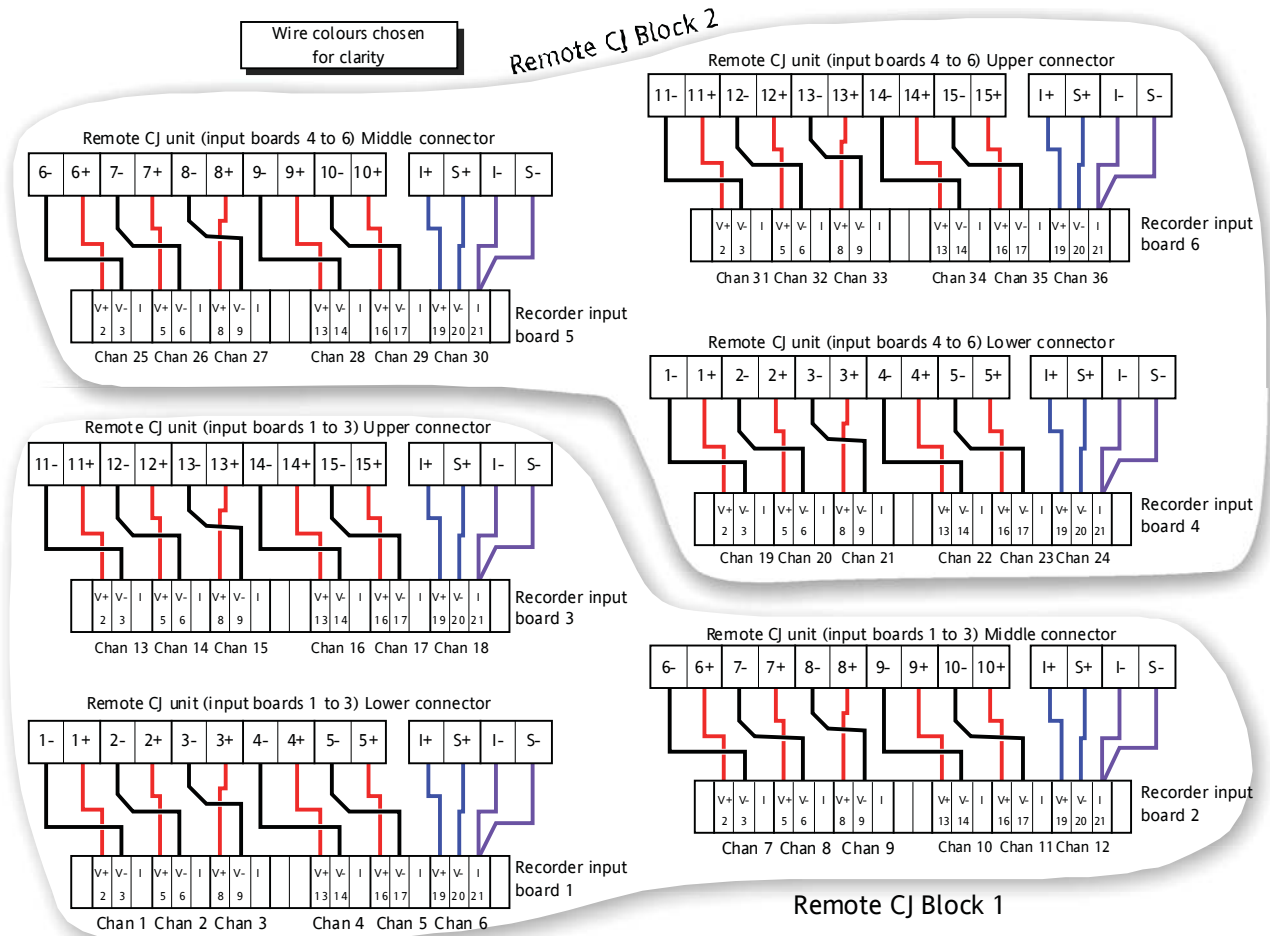 Wire colours chosen
for clarity
Remote CJ Block 2
Remote CJ unit (input boards 4 to 6) Upper connector
11- 11+ 12- 12+ 13- 13+ 14- 14+ 15- 15+ I+ S+ I- S-
V+ V- I V+ V- I V+ V- I V+ V- I V+ V- I V+ V- I
2 3 5 6 8 9 13 14 16 17 19 20 21
Recorder input
board 6
Chan 31 Chan 32 Chan 33 Chan 34 Chan 35 Chan 36
Remote CJ unit (input boards 4 to 6) Middle connector
6- 6+ 7- 7+ 8- 8+ 9- 9+ 10- 10+ I+ S+ I- S-
V+ V- I V+ V- I V+ V- I V+ V- I V+ V- V+ V- I
2 3 5 6 8 9 13 14 16 17 19 20 21
Recorder input
board 5
Chan 25 Chan 26 Chan 27 Chan 28 Chan 29 Chan 30
Remote CJ unit (input boards 4 to 6) Lower connector
1- 1+ 2- 2+ 3- 3+ 4- 4+ 5- 5+ I+ S+ I- S-
V+ V- I V+ V- I V+ V- I V+ V- I V+ V- V+ V- I
2 3 5 6 8 9 13 14 16 17 19 20 21
Recorder input
board 4
Chan 19 Chan 20 Chan 21 Chan 22 Chan 23 Chan 24
Remote CJ unit (input boards 1 to 3) Upper connector
11- 11+ 12- 12+ 13- 13+ 14- 14+ 15- 15+ I+ S+ I- S-
V+ V- I V+ V- I V+ V- I V+ V- I V+ V- V+ V- I
2 3 5 6 8 9 13 14 16 17 19 20 21
Recorder input
board 3
Chan 13 Chan 14 Chan 15 Chan 16 Chan 17 Chan 18
Remote CJ unit (input boards 1 to 3) Middle connector
6- 6+ 7- 7+ 8- 8+ 9- 9+ 10- 10+ I+ S+ I- S-
V+ V- I V+ V- I V+ V- I V+ V- I V+ V- V+ V- I
2 3 5 6 8 9 13 14 16 17 19 20 21
Recorder input
board 2
Chan 7 Chan 8 Chan 9 Chan 10 Chan 11 Chan 12
Remote CJ unit (input boards 1 to 3) Lower connector
1- 1+ 2- 2+ 3- 3+ 4- 4+ 5- 5+ I+ S+ I- S-
V+ V- I V+ V- I V+ V- I V+ V- I V+ V- V+ V- I
2 3 5 6 8 9 13 14 16 17 19 20 21
Recorder input
board 1
Chan 1 Chan 2 Chan 3 Chan 4 Chan 5 Chan 6
Remote CJ Block 1